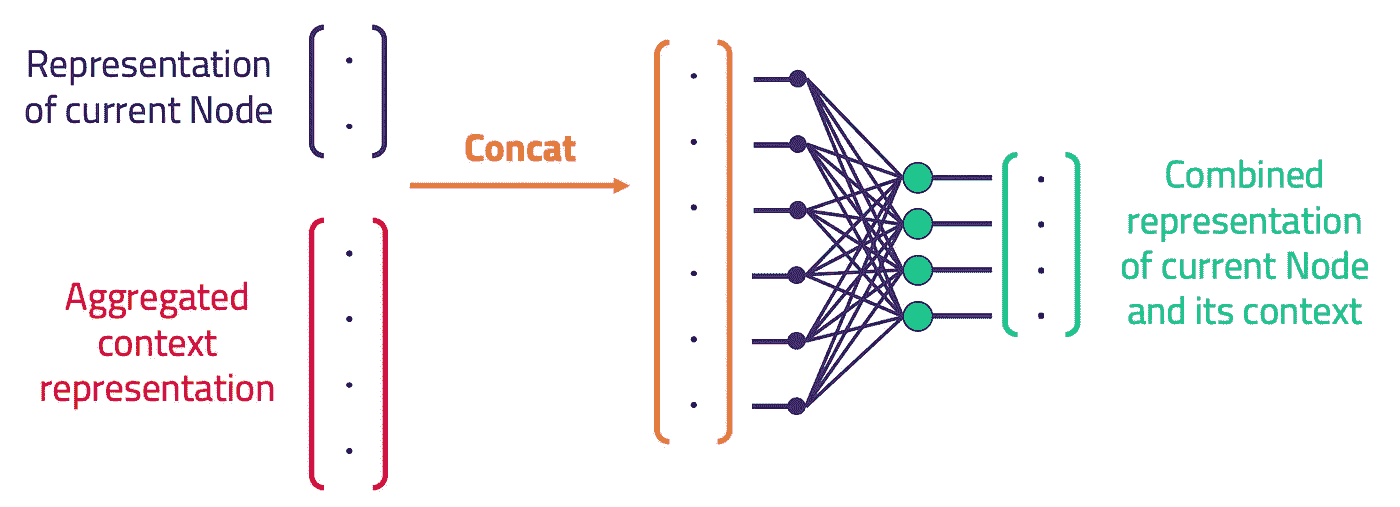 Representation
of current Node
Concat
Aggregated
context
representation
Combined
representation
of current Node
and its context